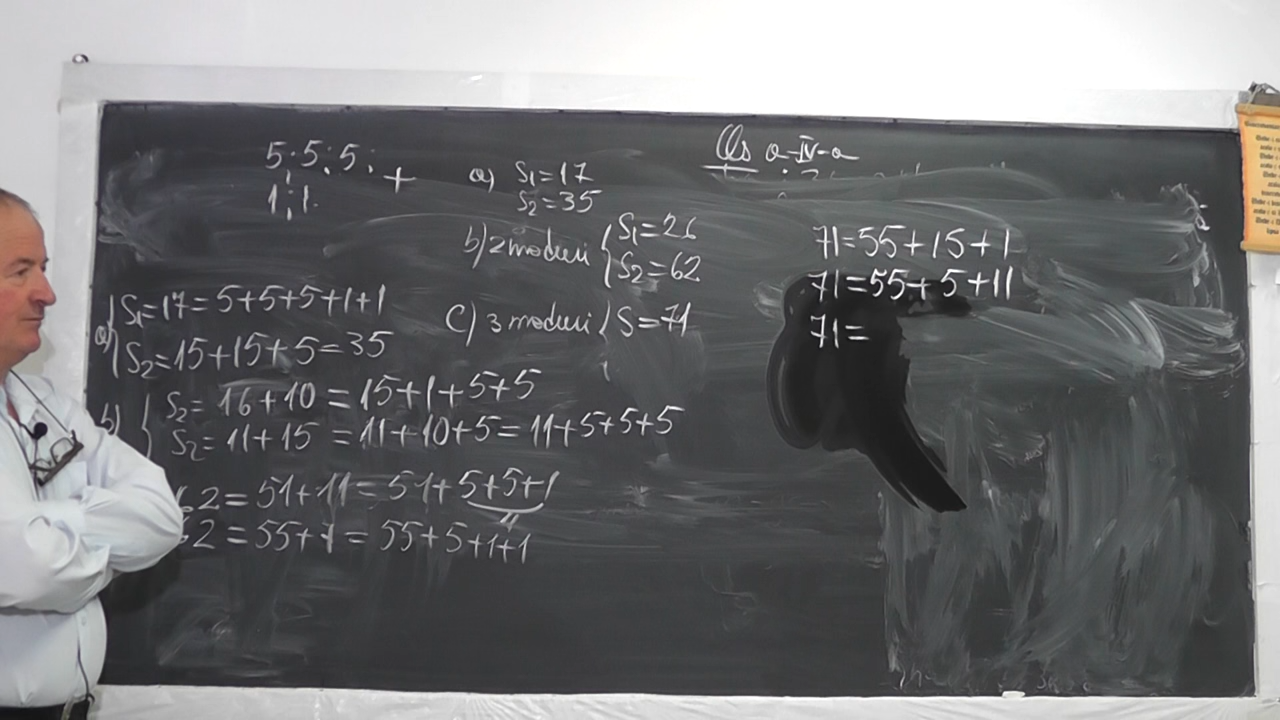 5; 5; 5;
1; 1.
+
a) S1=17
S2=35
b) 2 moduri { S1=26
S2=62
c) 3 moduri { S=71
a) { S1=17=5+5+5+1+1
S2=15+15+5=35
b) { S2=16+10=15+1+5+5
S2=11+15=11+10+5=11+5+5+5
62=51+11=51+5+5+1
11
62=55+7=55+5+1+1
a-IV-a
71=55+15+1
71=55+5+11
71=